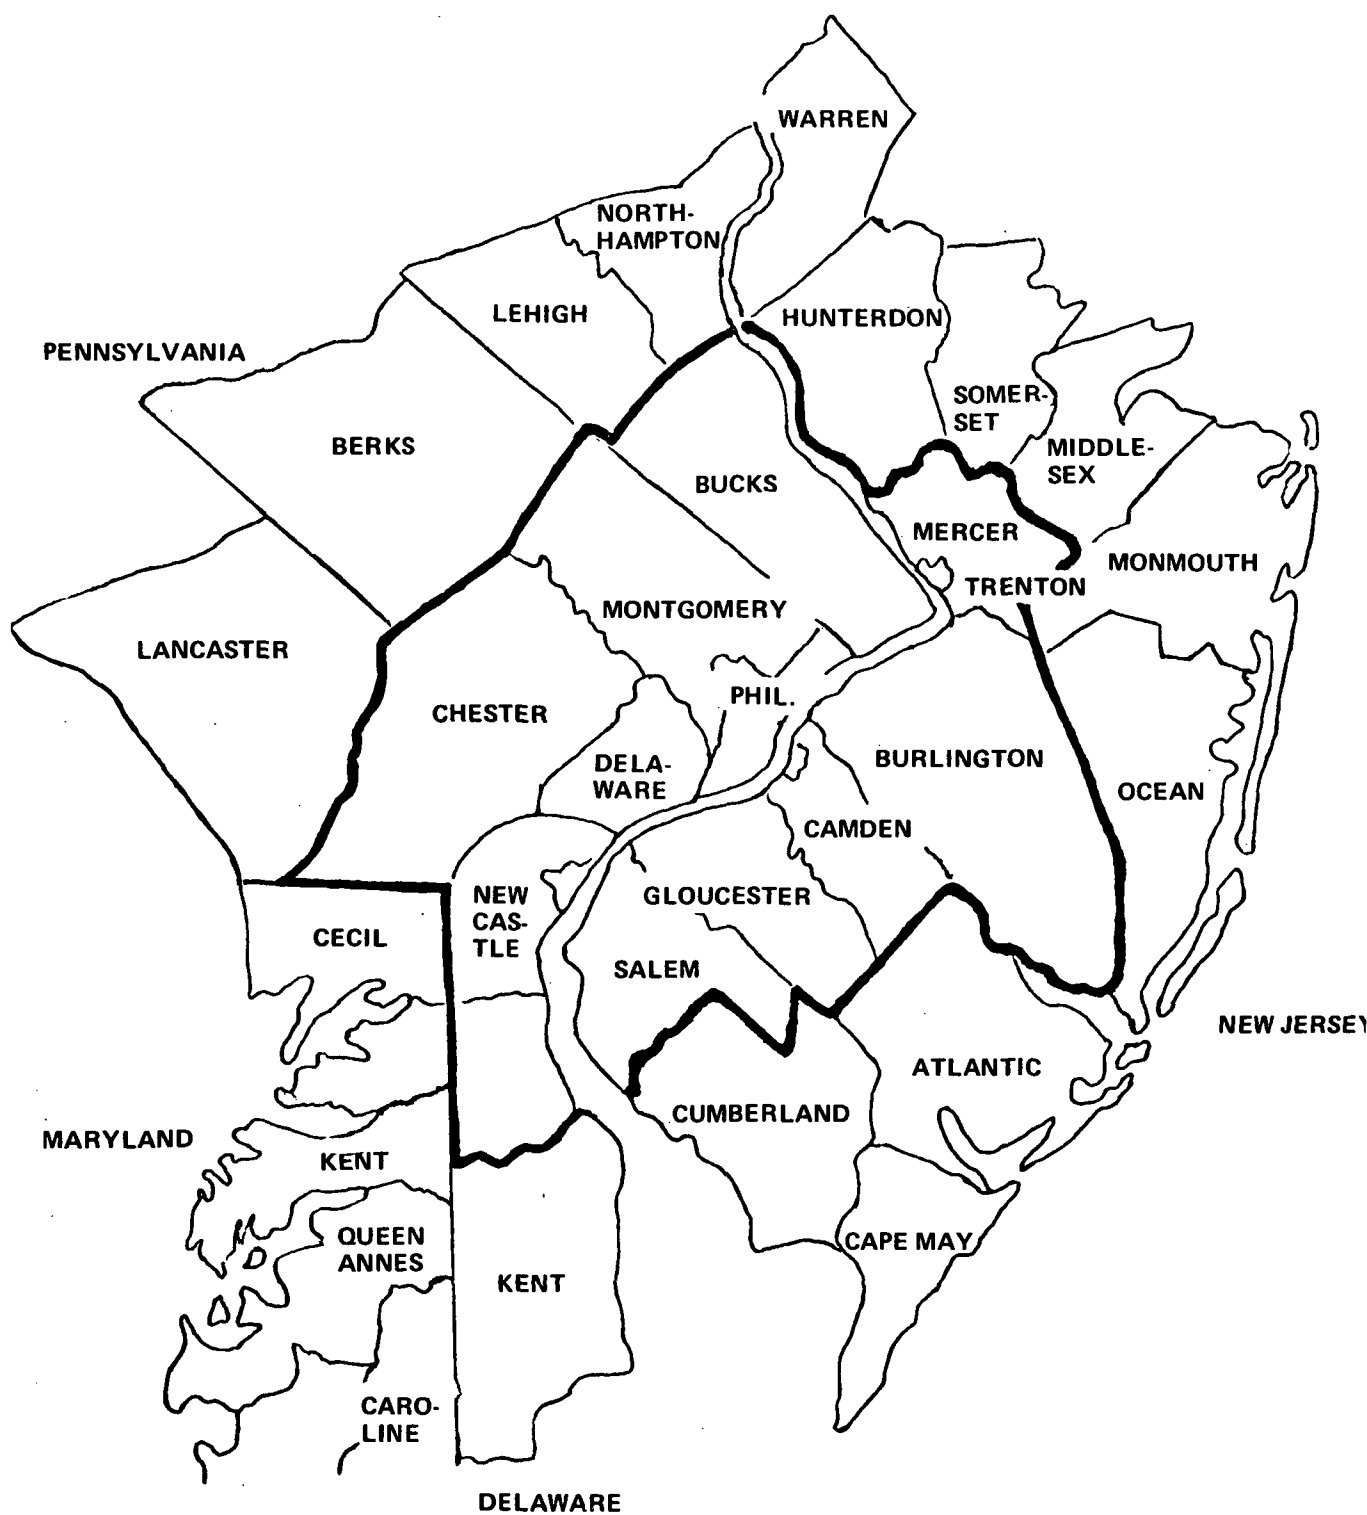 WARREN
NORTH-
HAMPTON
LEHIGH
HUNTERDON
PENNSYLVANIA
SOMER-
SET
BERKS
MIDDLE-
SEX
BUCKS
MERCER
MONMOUTH
TRENTON
MONTGOMERY
LANCASTER
PHIL.
CHESTER
BURLINGTON
DELA-
WARE
OCEAN
CAMDEN
NEW
CAS-
TLE
GLOUCESTER
CECIL
SALEM
NEW JERSEY
ATLANTIC
CUMBERLAND
MARYLAND
KENT
QUEEN
ANNES
CAPE MAY
KENT
CARO-
LINE
DELAWARE